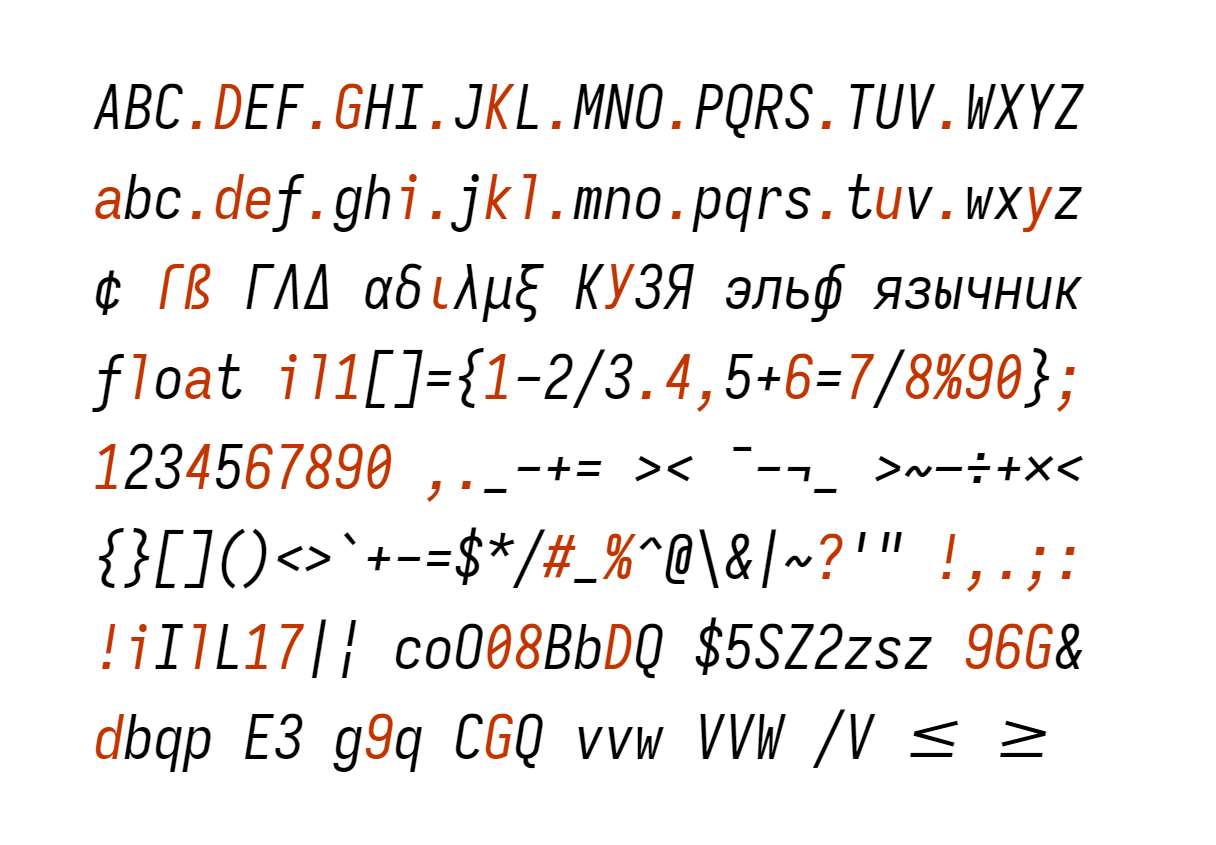 ABC.DEF.GHI.JKL.MNO.PQRS.TUV.WXYZ
abc.def.ghi.jkl.mno.pqrs.tuv.wxyz
¢ ẞß ΓΛΔ αδιλμξ КУЗЯ эльф язычник
float il1[]={1-2/3.4,5+6=7/8%90};
1234567890 ,._-+= >< ¯-¬_ >~–÷+×<
{}[]()<>`+-=$*/#_%^@\&|~?'" !,.;:
!iIlL17|¦ coO08BbDQ $5SZ2zsz 96G&
dbqp E3 g9q CGQ vvw VVW /V ≤ ≥